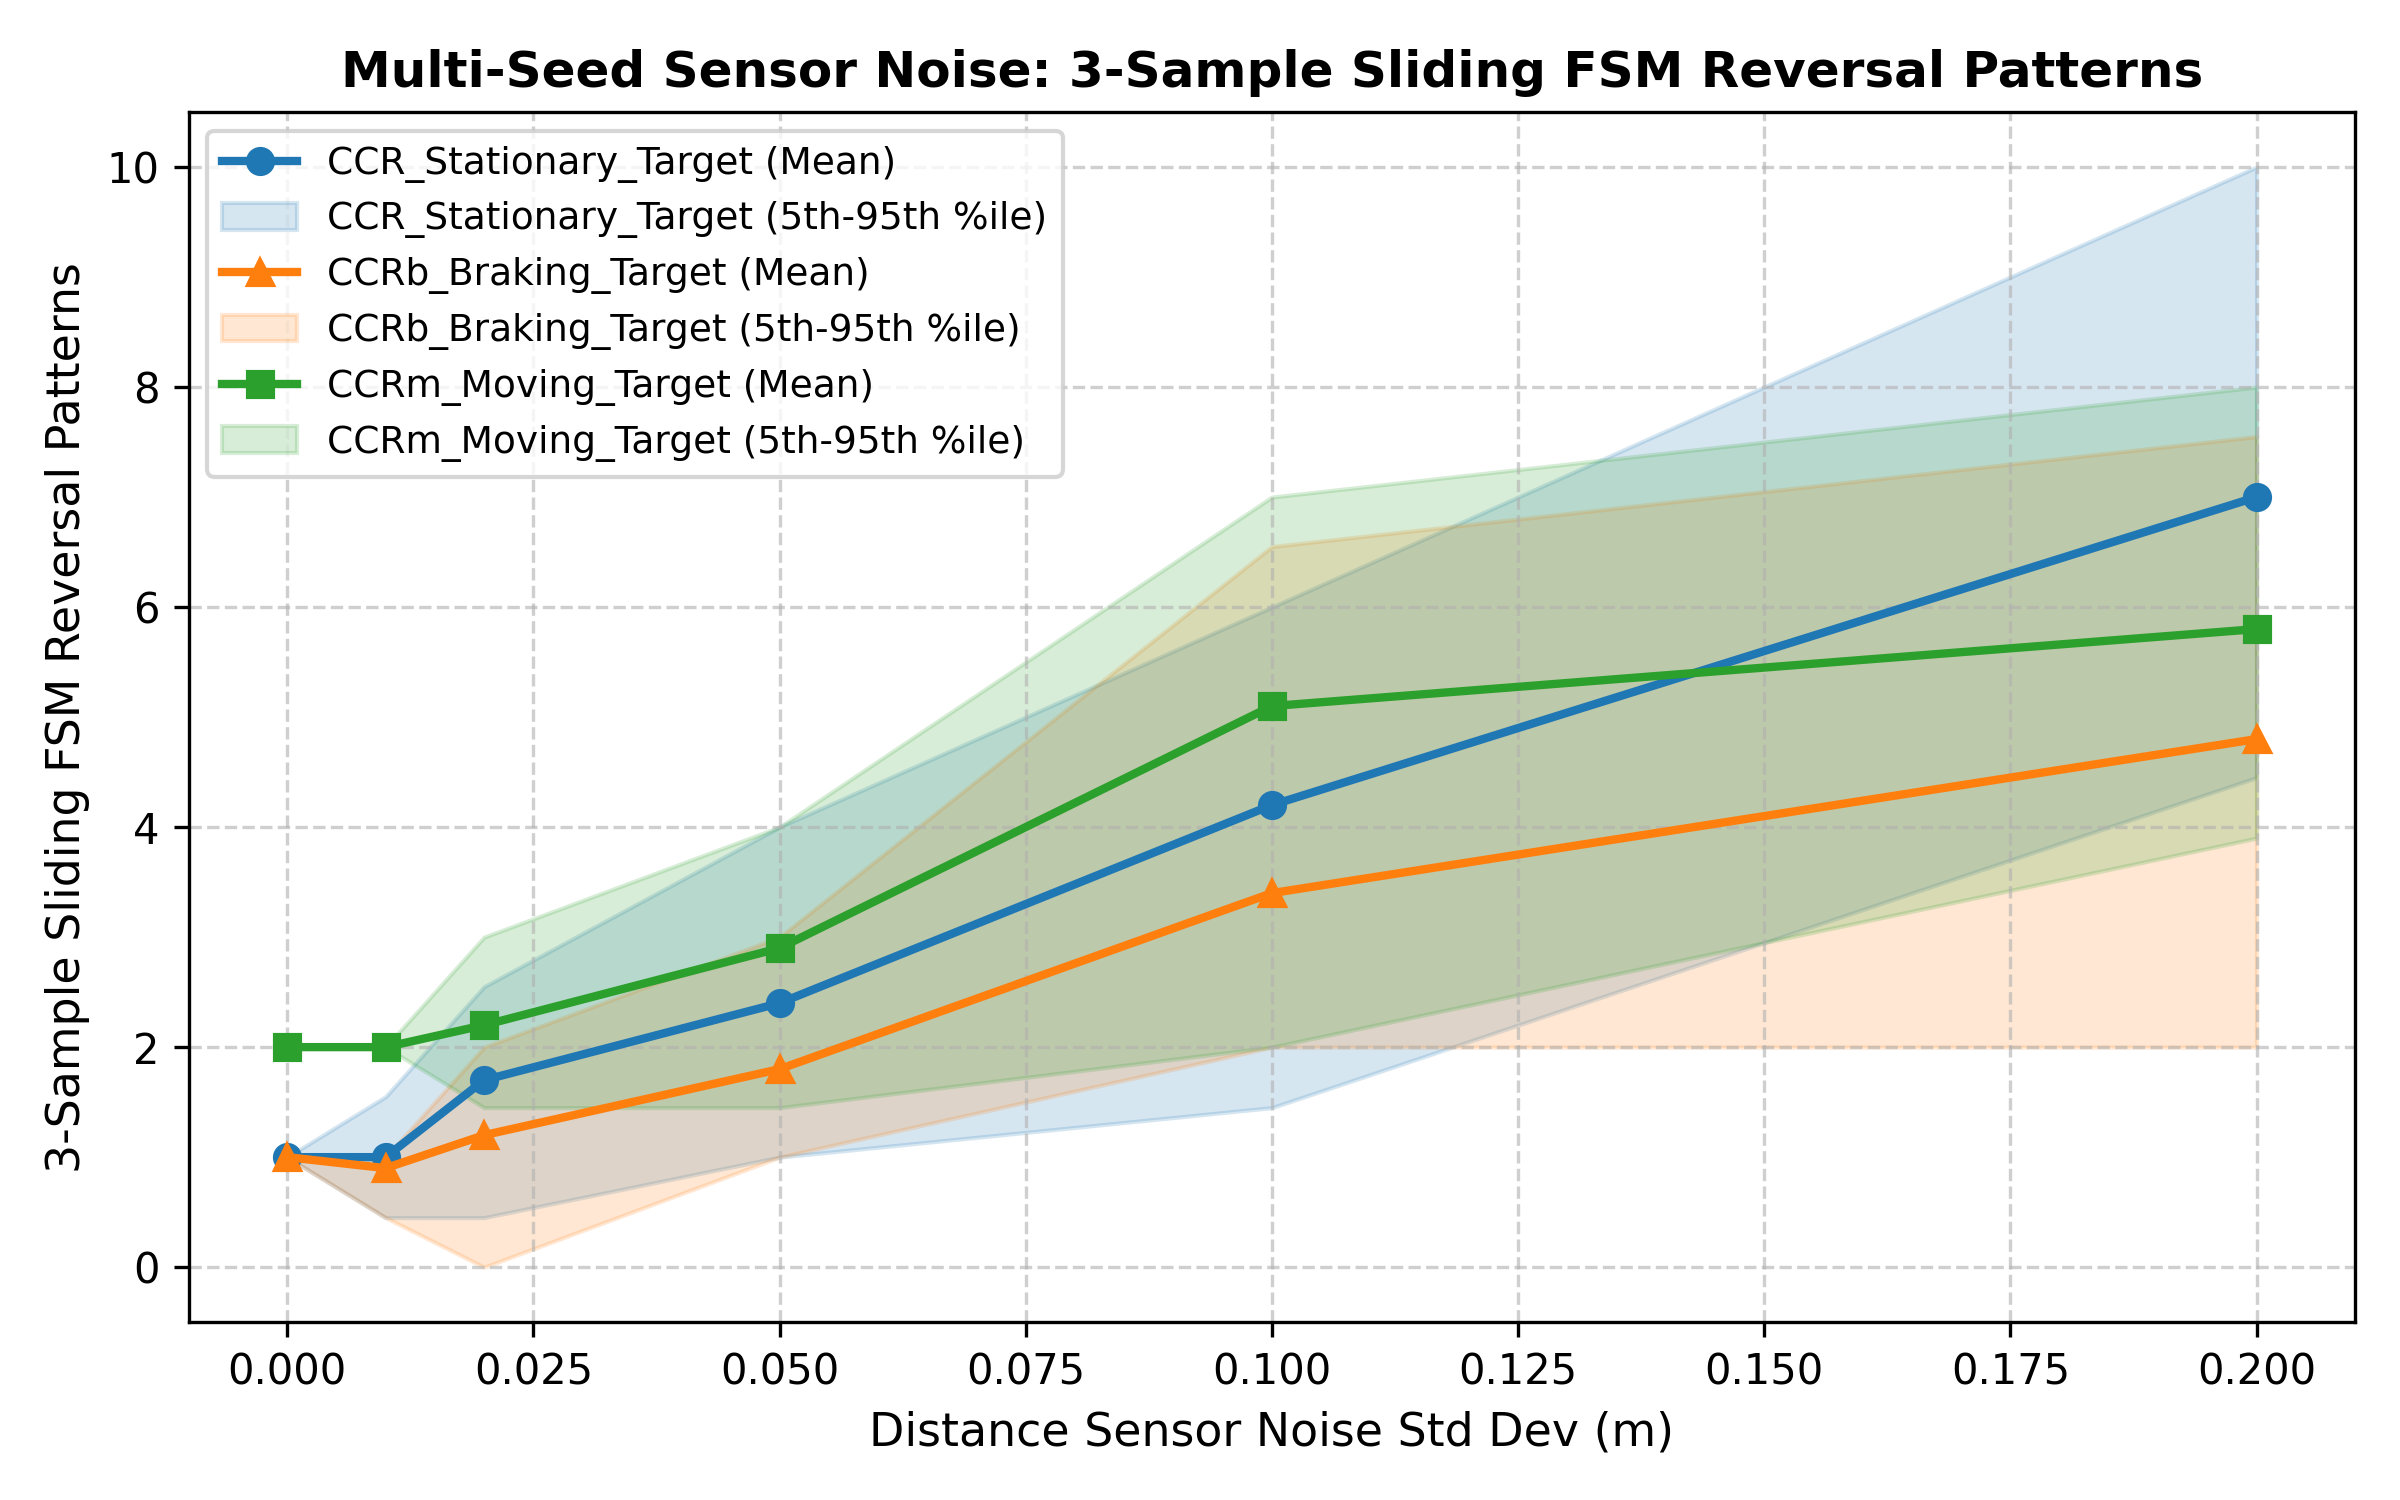 Multi-Seed Sensor Noise: 3-Sample Sliding FSM Reversal Patterns
CCR_Stationary_Target (Mean)
CCR_Stationary_Target (5th-95th %ile)
CCRb_Braking_Target (Mean)
CCRb_Braking_Target (5th-95th %ile)
CCRm_Moving_Target (Mean)
CCRm_Moving_Target (5th-95th %ile)
3-Sample Sliding FSM Reversal Patterns
10
8
6
4
2
0
0.000 0.025 0.050 0.075 0.100 0.125 0.150 0.175 0.200
Distance Sensor Noise Std Dev (m)